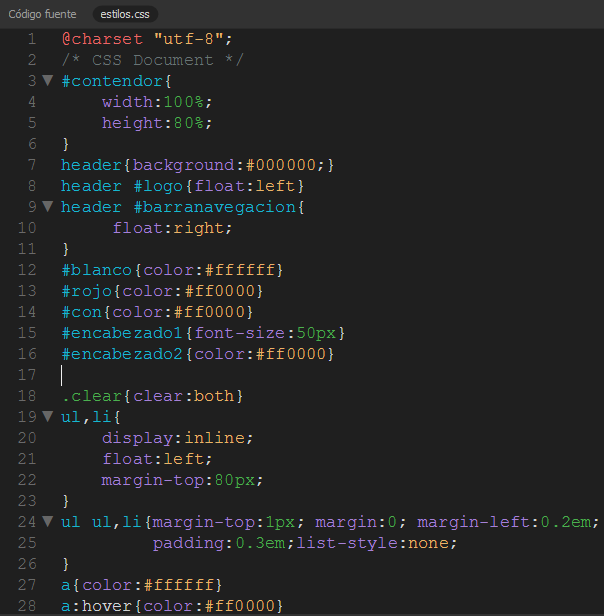 Código fuente estilos.css
1 @charset "utf-8";
2 /* CSS Document */
3 #contendor{
4 width:100%;
5 height:80%;
6 }
7 header{background:#000000;}
8 header #logo{float:left}
9 header #barranavegacion{
10 float:right;
11 }
12 #blanco{color:#ffffff}
13 #rojo{color:#ff0000}
14 #con{color:#ff0000}
15 #encabezado1{font-size:50px}
16 #encabezado2{color:#ff0000}
17
18 .clear{clear:both}
19 ul,li{
20 display:inline;
21 float:left;
22 margin-top:80px;
23 }
24 ul ul,li{margin-top:1px; margin:0; margin-left:0.2em;
25 padding:0.3em;list-style:none;
26 }
27 a{color:#ffffff}
28 a:hover{color:#ff0000}